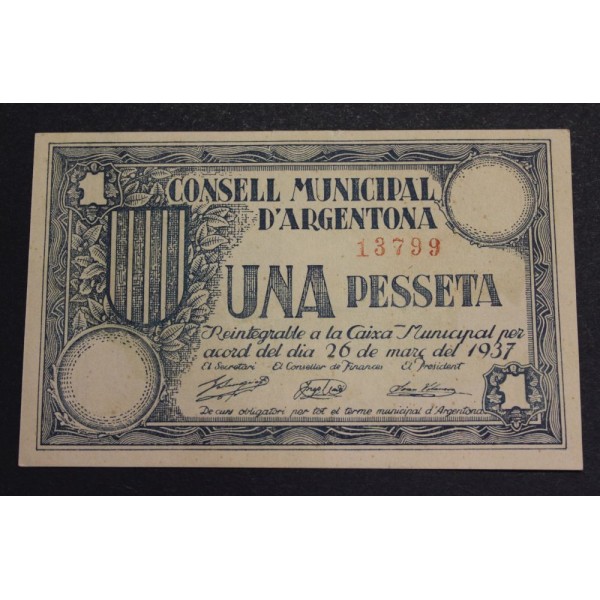 1
CONSELL MUNICIPAL
D'ARGENTONA
13799
UNA PESSETA
Reintegrable a la Caixa Municipal per
acord del dia 26 de març del 1937
El Secretari · El Conseller de Finances · El President
De curs obligatori per tot el terme municipal d'Argentona
1